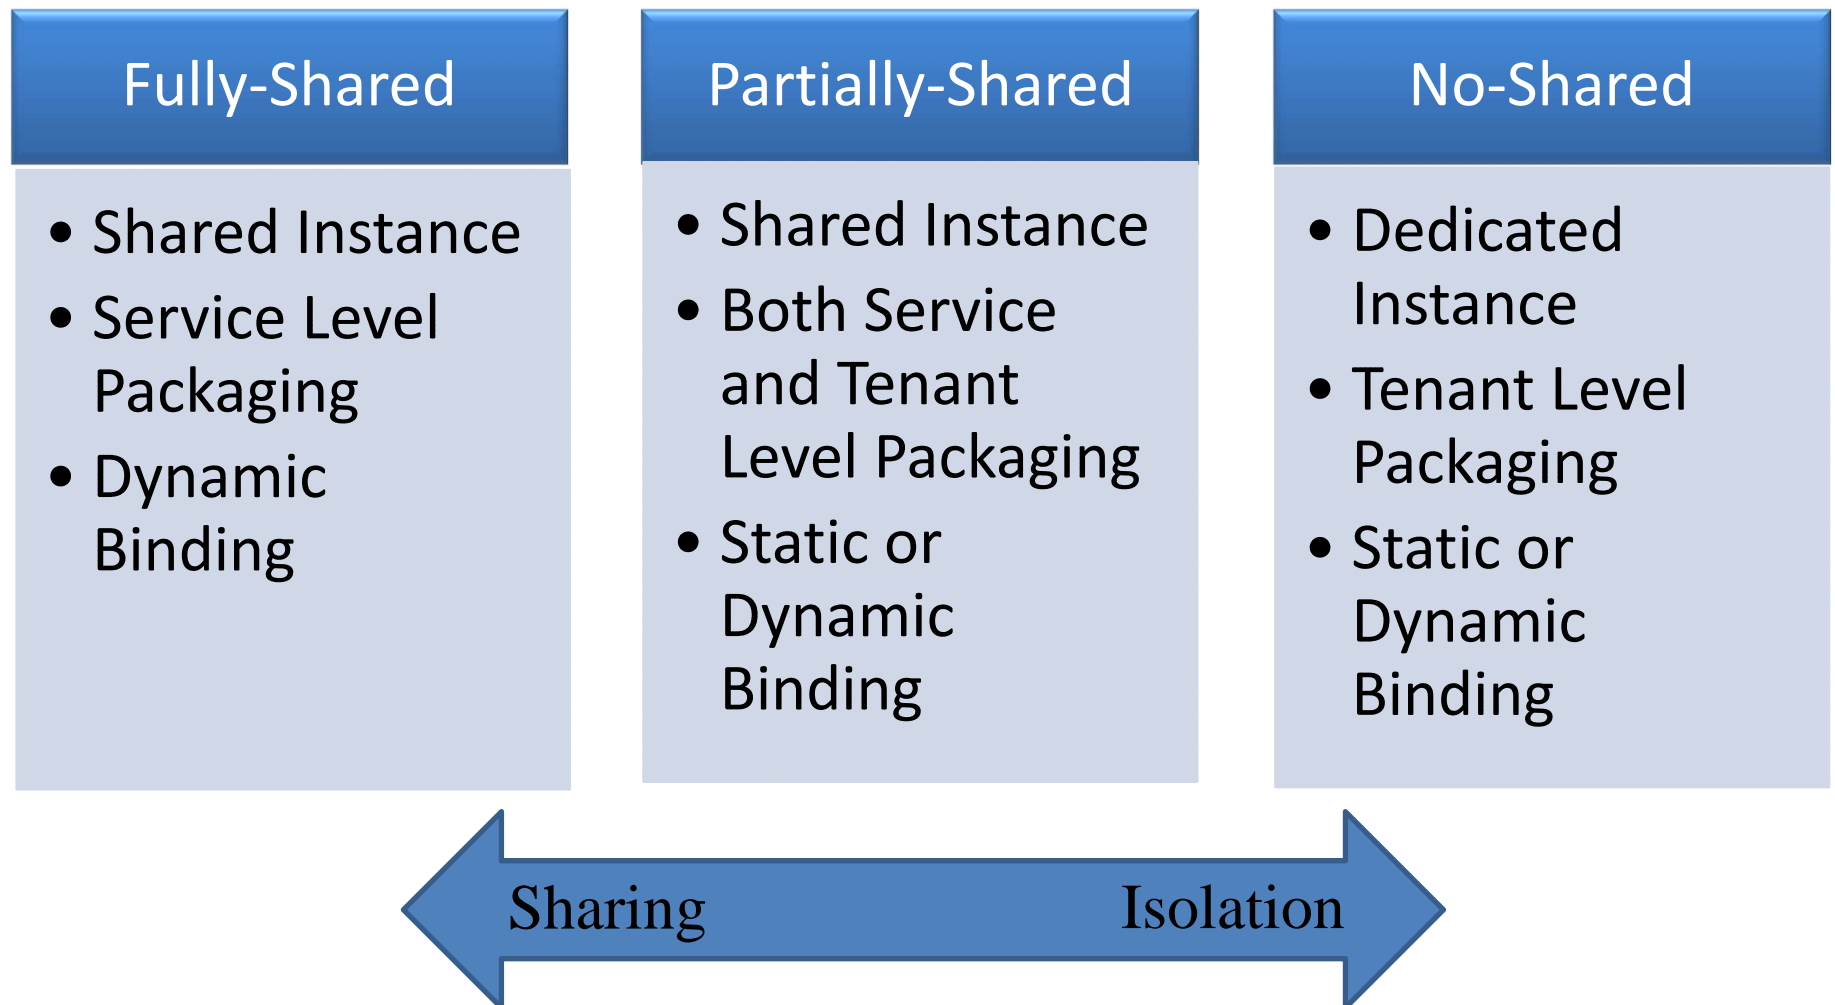 Fully-Shared
• Shared Instance
• Service Level
Packaging
• Dynamic
Binding
Partially-Shared
• Shared Instance
• Both Service
and Tenant
Level Packaging
• Static or
Dynamic
Binding
No-Shared
• Dedicated
Instance
• Tenant Level
Packaging
• Static or
Dynamic
Binding
Sharing
Isolation